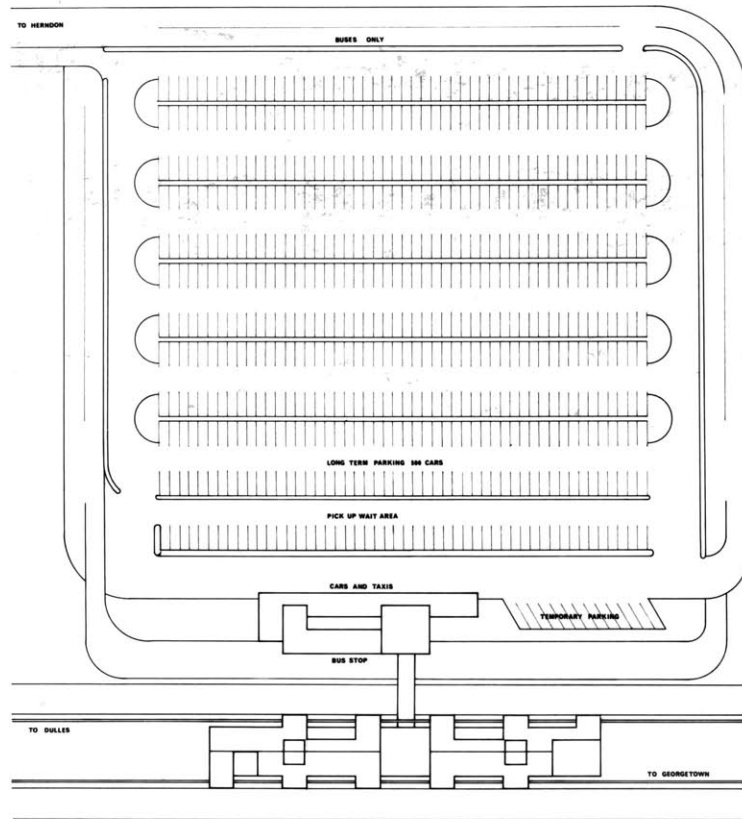 TO HERNDON
BUSES ONLY
LONG TERM PARKING 500 CARS
PICK UP WAIT AREA
CARS AND TAXIS
TEMPORARY PARKING
BUS STOP
TO DULLES
TO GEORGETOWN